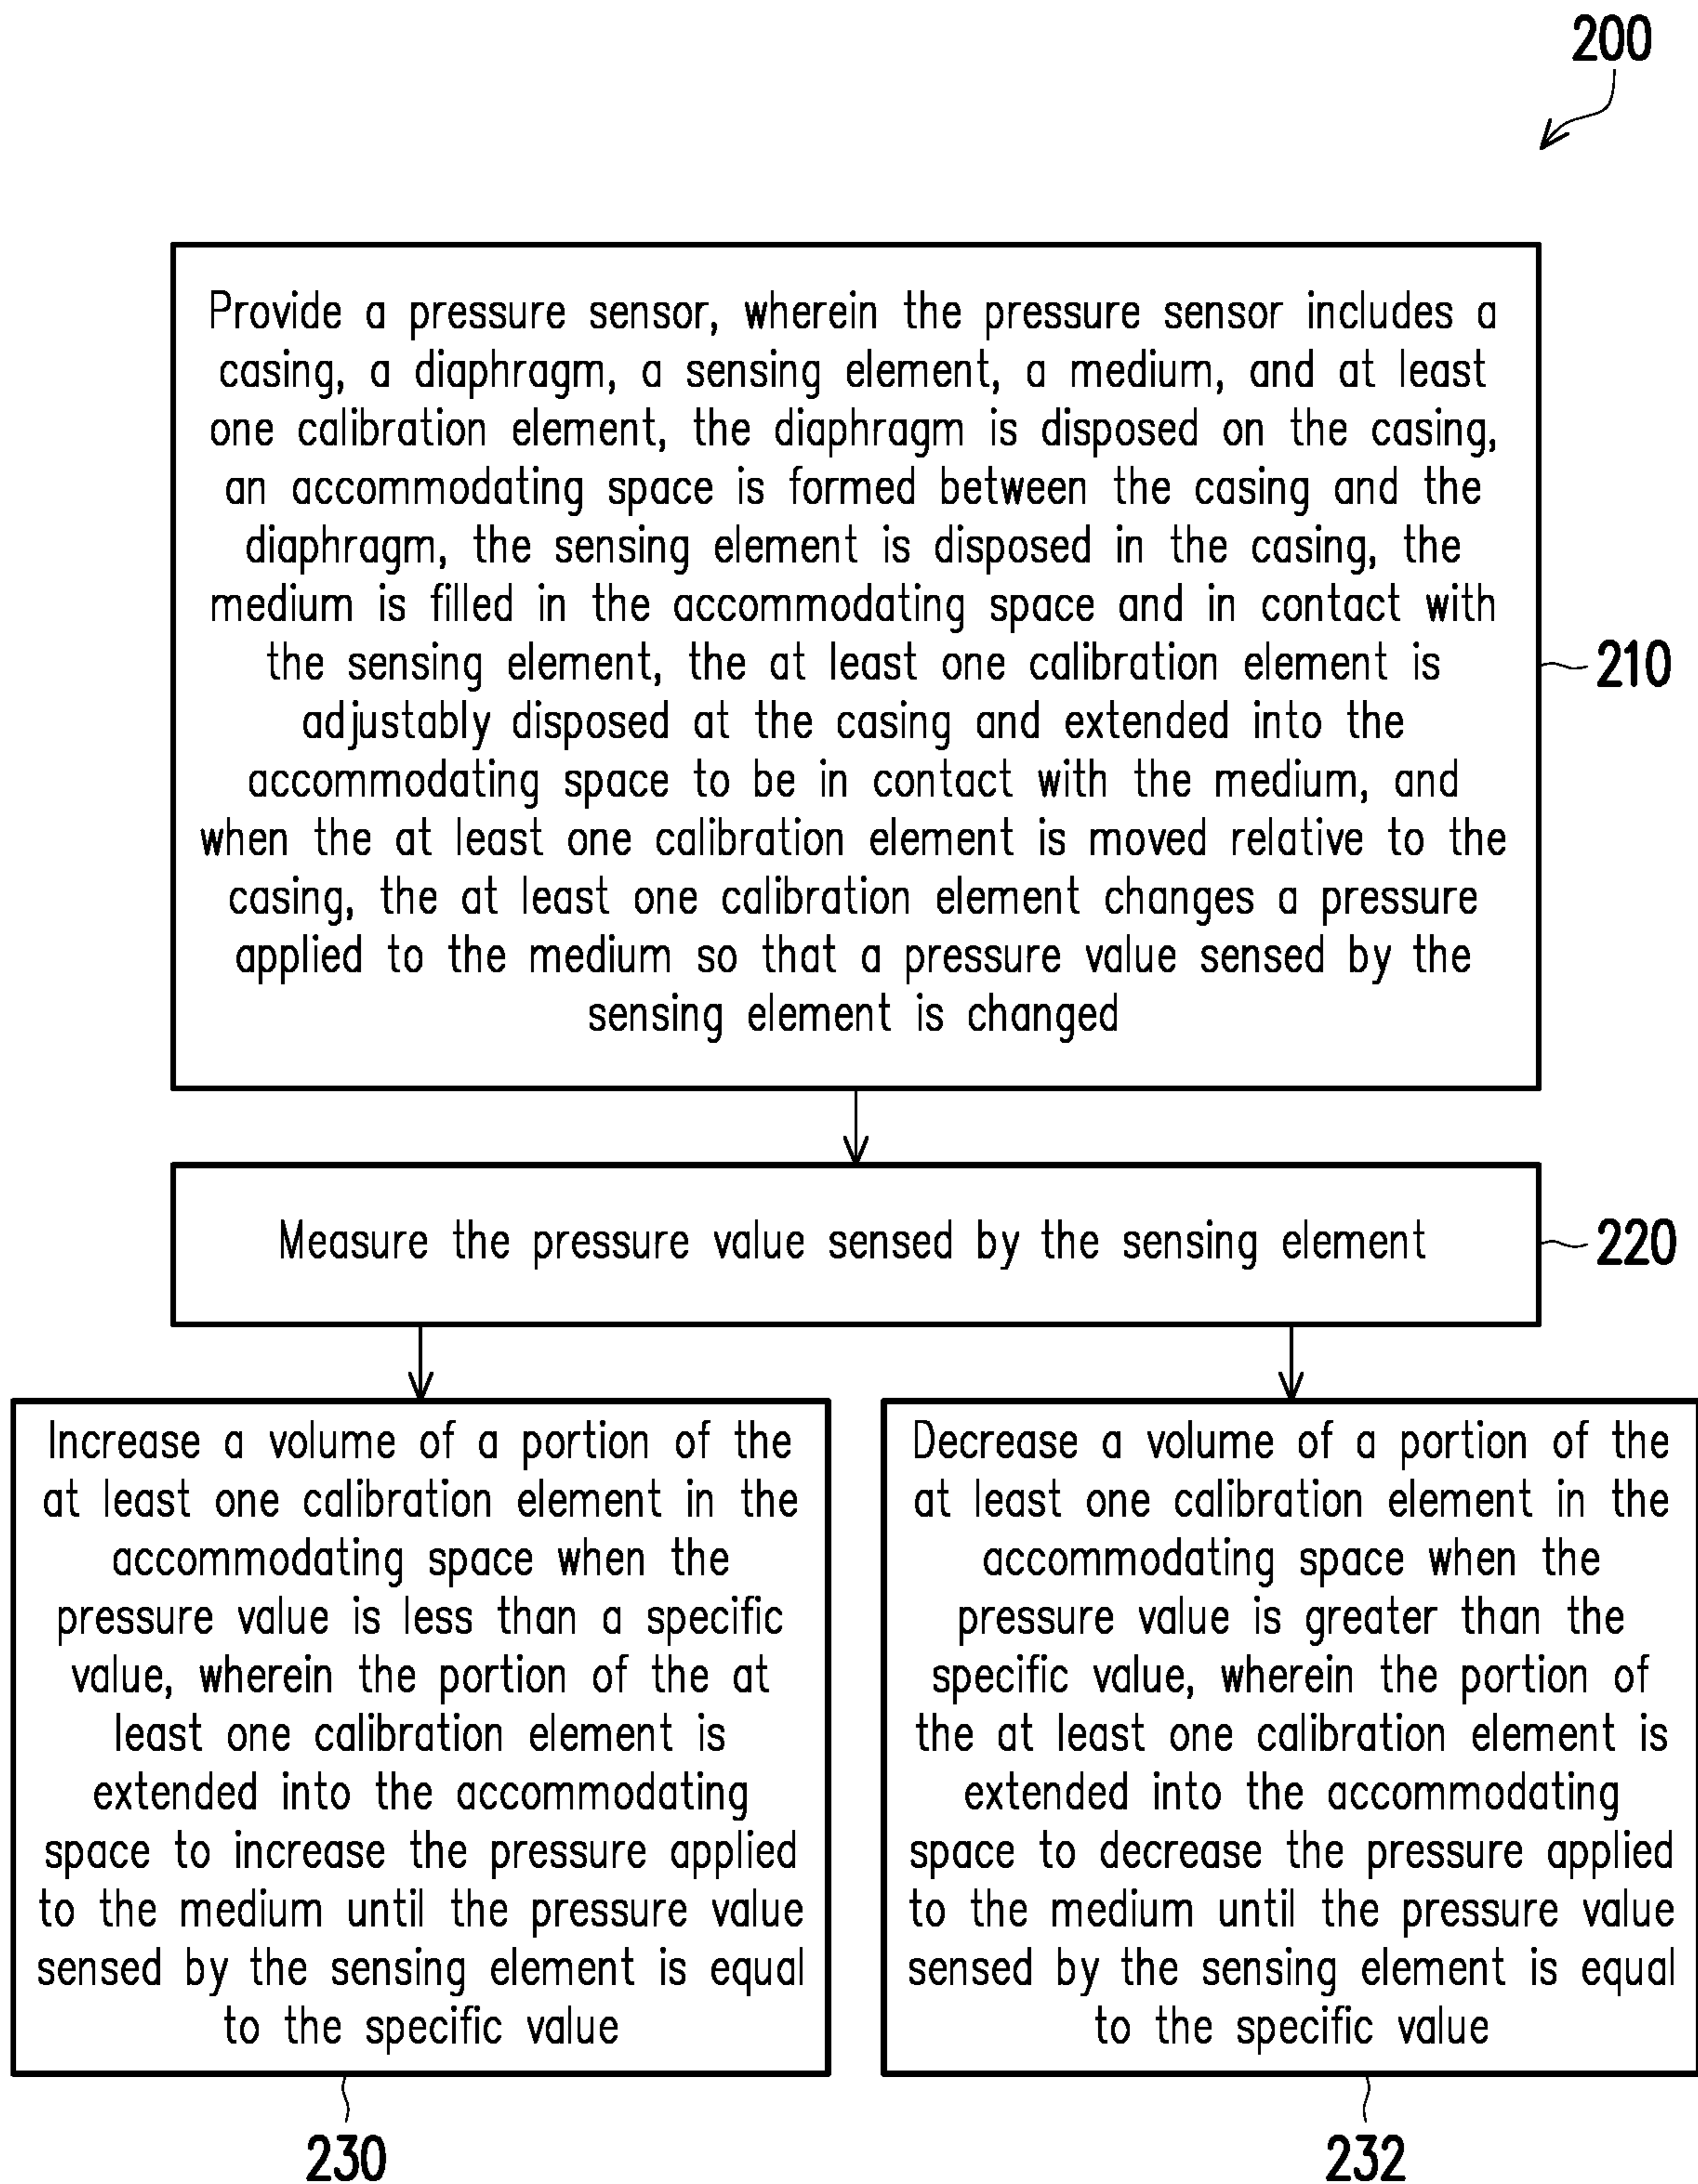 200
Provide a pressure sensor, wherein the pressure sensor includes a
casing, a diaphragm, a sensing element, a medium, and at least
one calibration element, the diaphragm is disposed on the casing,
an accommodating space is formed between the casing and the
diaphragm, the sensing element is disposed in the casing, the
medium is filled in the accommodating space and in contact with
the sensing element, the at least one calibration element is
adjustably disposed at the casing and extended into the
accommodating space to be in contact with the medium, and
when the at least one calibration element is moved relative to the
casing, the at least one calibration element changes a pressure
applied to the medium so that a pressure value sensed by the
sensing element is changed
210
Measure the pressure value sensed by the sensing element
220
Increase a volume of a portion of the
at least one calibration element in the
accommodating space when the
pressure value is less than a specific
value, wherein the portion of the at
least one calibration element is
extended into the accommodating
space to increase the pressure applied
to the medium until the pressure value
sensed by the sensing element is equal
to the specific value
230
Decrease a volume of a portion of the
at least one calibration element in the
accommodating space when the
pressure value is greater than the
specific value, wherein the portion of
the at least one calibration element is
extended into the accommodating
space to decrease the pressure applied
to the medium until the pressure value
sensed by the sensing element is equal
to the specific value
232